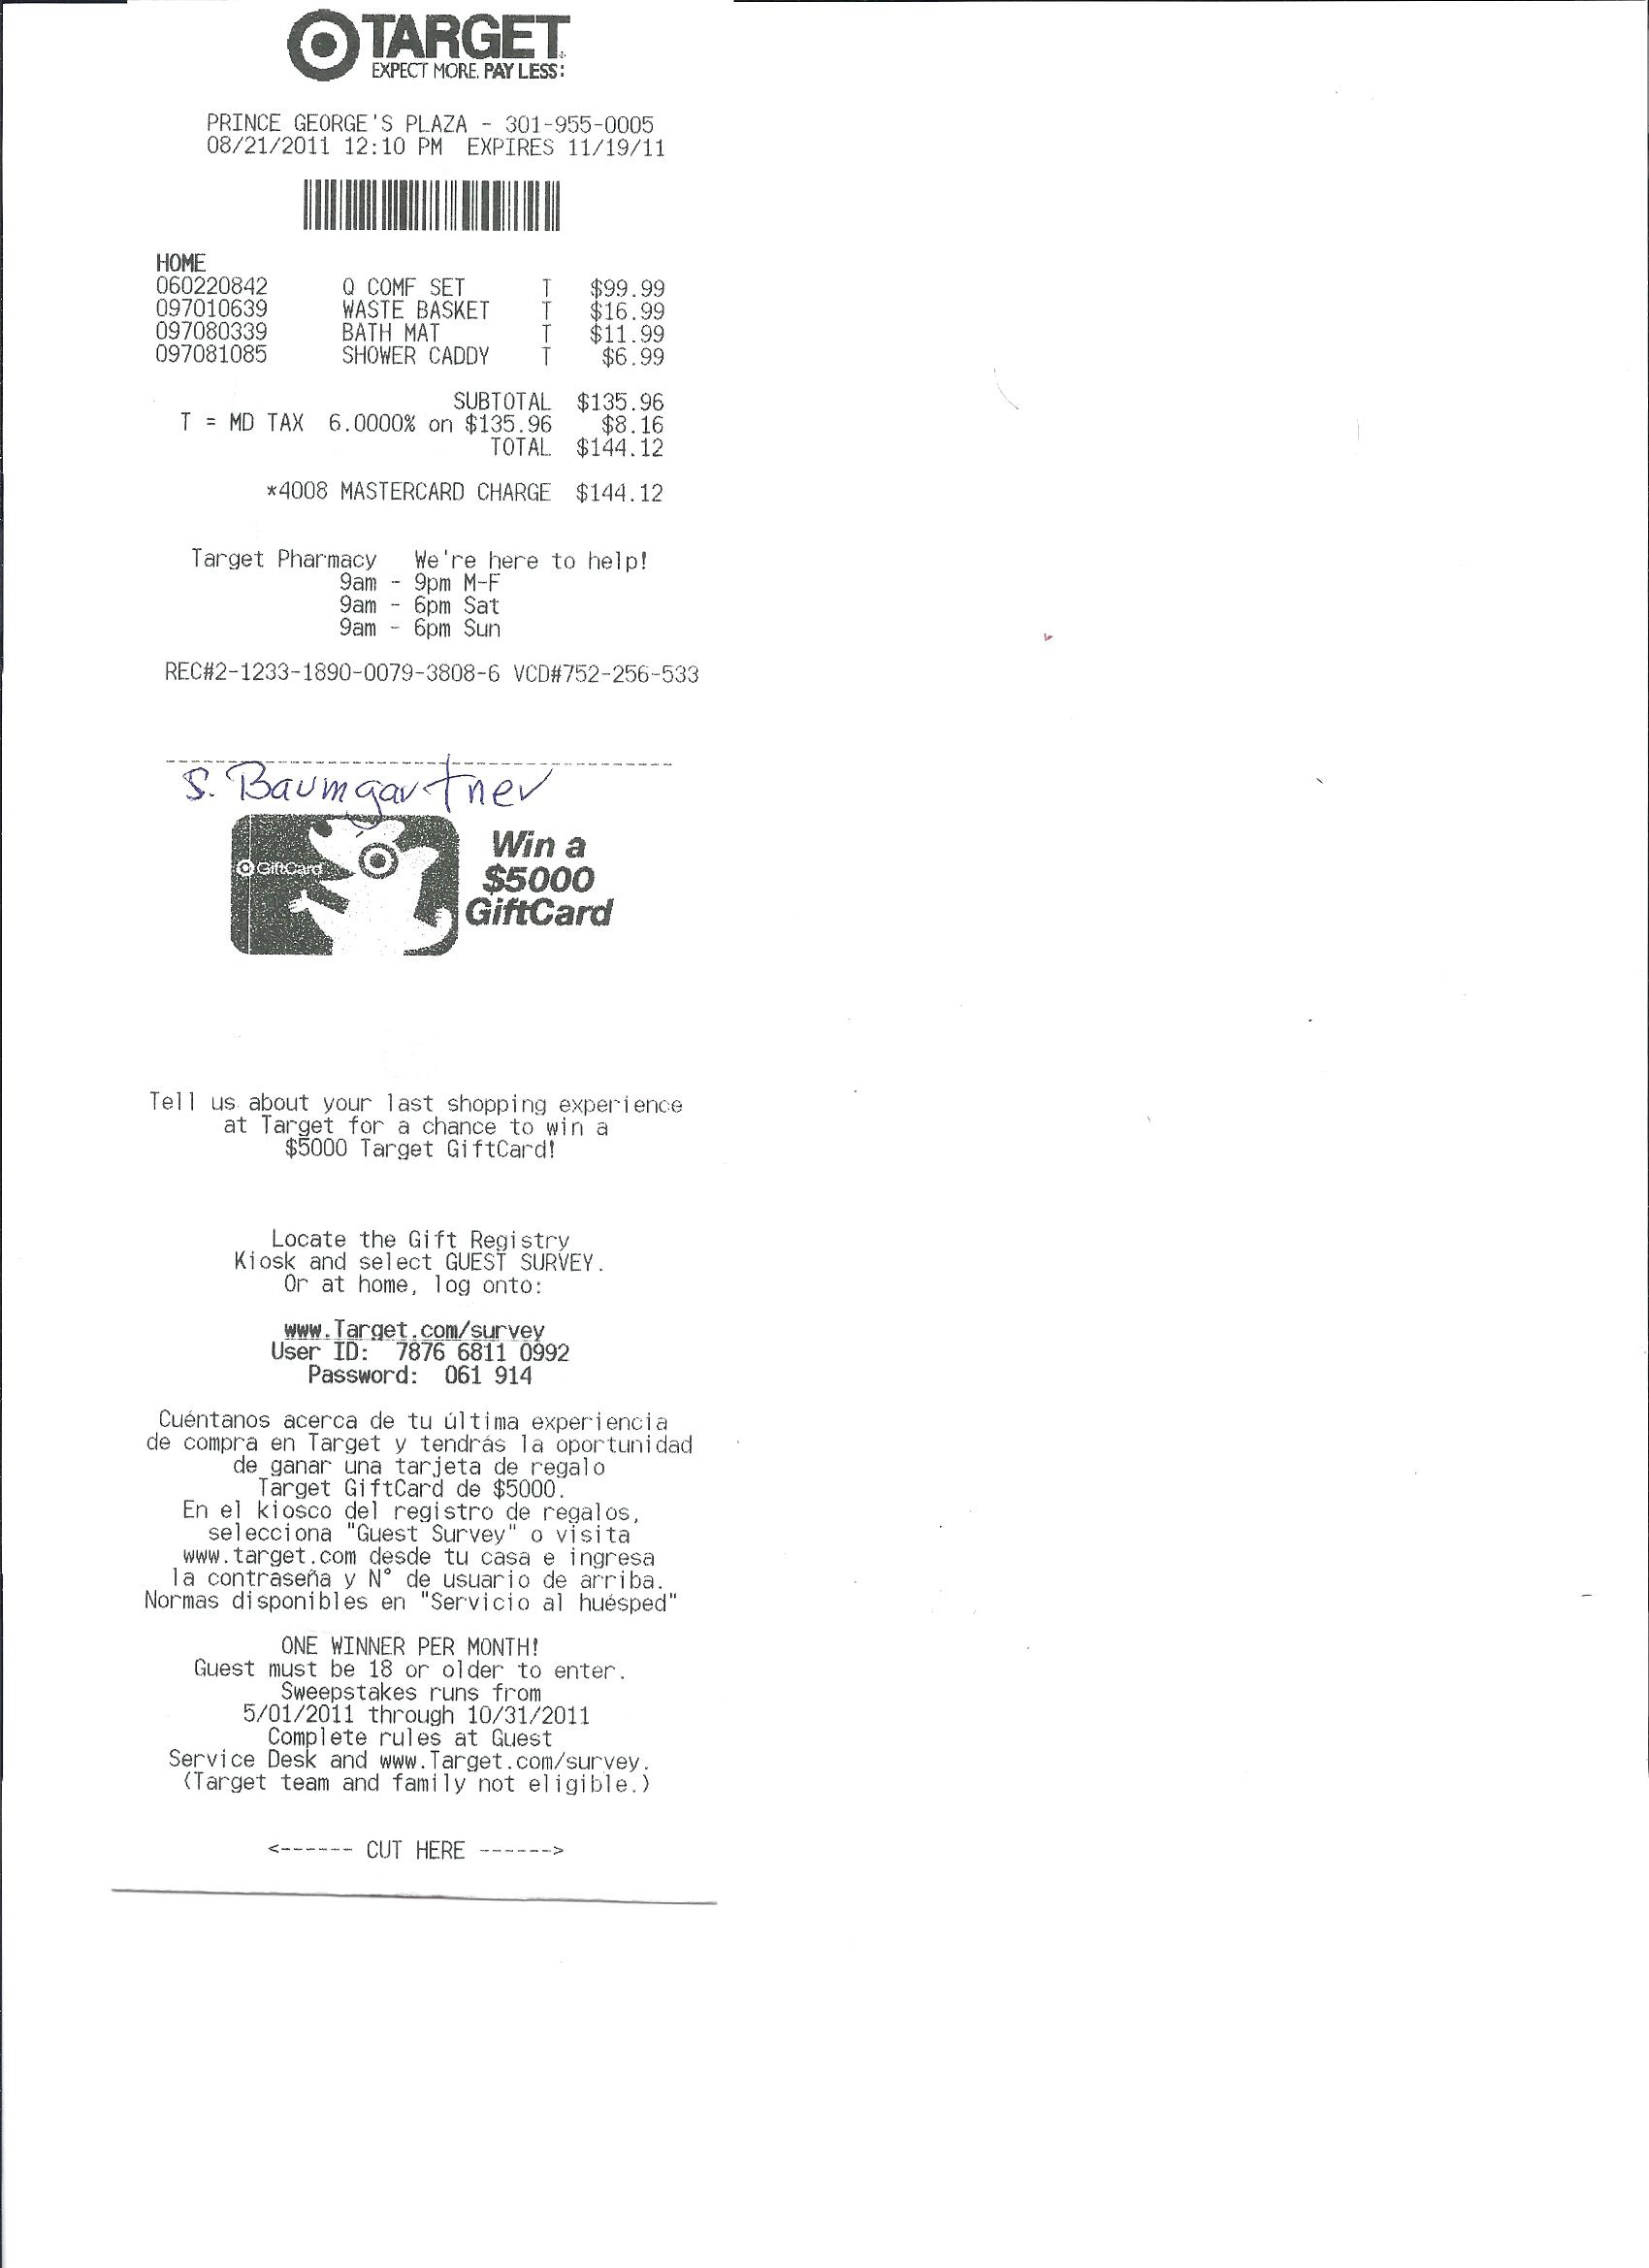 TARGET
EXPECT MORE. PAY LESS:
PRINCE GEORGE'S PLAZA - 301-955-0005
08/21/2011 12:10 PM EXPIRES 11/19/11
HOME
060220842 Q COMF SET T $99.99
097010639 WASTE BASKET T $16.99
097080339 BATH MAT T $11.99
097081085 SHOWER CADDY T $6.99
SUBTOTAL $135.96
T = MD TAX 6.0000% on $135.96 $8.16
TOTAL $144.12
*4008 MASTERCARD CHARGE $144.12
Target Pharmacy We're here to help!
9am - 9pm M-F
9am - 6pm Sat
9am - 6pm Sun
REC#2-1233-1890-0079-3808-6 VCD#752-256-533
S. Baumgartner
GiftCard
Win a
$5000
GiftCard
Tell us about your last shopping experience
at Target for a chance to win a
$5000 Target GiftCard!
Locate the Gift Registry
Kiosk and select GUEST SURVEY.
Or at home, log onto:
www.Target.com/survey
User ID: 7876 6811 0992
Password: 061 914
Cuéntanos acerca de tu última experiencia
de compra en Target y tendrás la oportunidad
de ganar una tarjeta de regalo
Target GiftCard de $5000.
En el kiosco del registro de regalos,
selecciona "Guest Survey" o visita
www.target.com desde tu casa e ingresa
la contraseña y N° de usuario de arriba.
Normas disponibles en "Servicio al huésped"
ONE WINNER PER MONTH!
Guest must be 18 or older to enter.
Sweepstakes runs from
5/01/2011 through 10/31/2011
Complete rules at Guest
Service Desk and www.Target.com/survey.
(Target team and family not eligible.)
<------ CUT HERE ------>